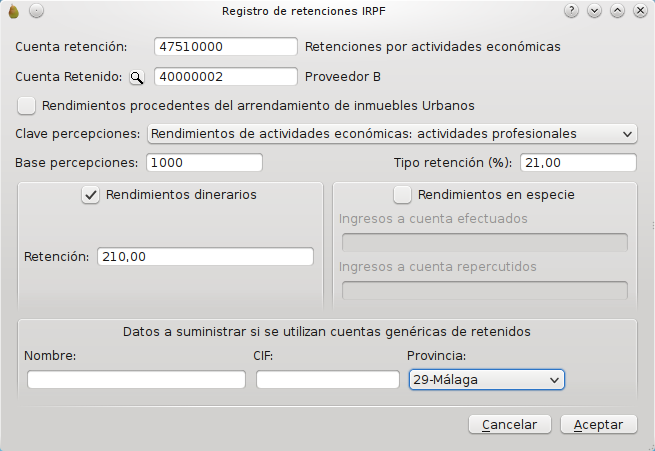 Registro de retenciones IRPF
Cuenta retención: 47510000 Retenciones por actividades económicas
Cuenta Retenido: 40000002 Proveedor B
Rendimientos procedentes del arrendamiento de inmuebles Urbanos
Clave percepciones: Rendimientos de actividades económicas: actividades profesionales
Base percepciones: 1000 Tipo retención (%): 21,00
Rendimientos dinerarios
Retención: 210,00
Rendimientos en especie
Ingresos a cuenta efectuados
Ingresos a cuenta repercutidos
Datos a suministrar si se utilizan cuentas genéricas de retenidos
Nombre: CIF: Provincia:
29-Málaga
Cancelar Aceptar